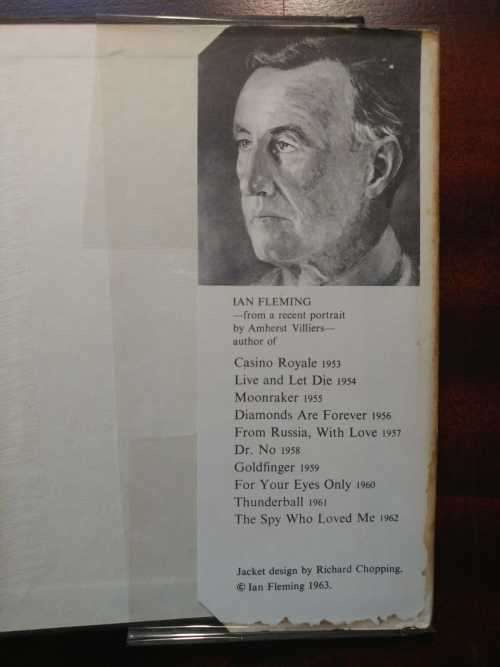 IAN FLEMING
—from a recent portrait
by Amherst Villiers—
author of
Casino Royale 1953
Live and Let Die 1954
Moonraker 1955
Diamonds Are Forever 1956
From Russia, With Love 1957
Dr. No 1958
Goldfinger 1959
For Your Eyes Only 1960
Thunderball 1961
The Spy Who Loved Me 1962
Jacket design by Richard Chopping.
© Ian Fleming 1963.